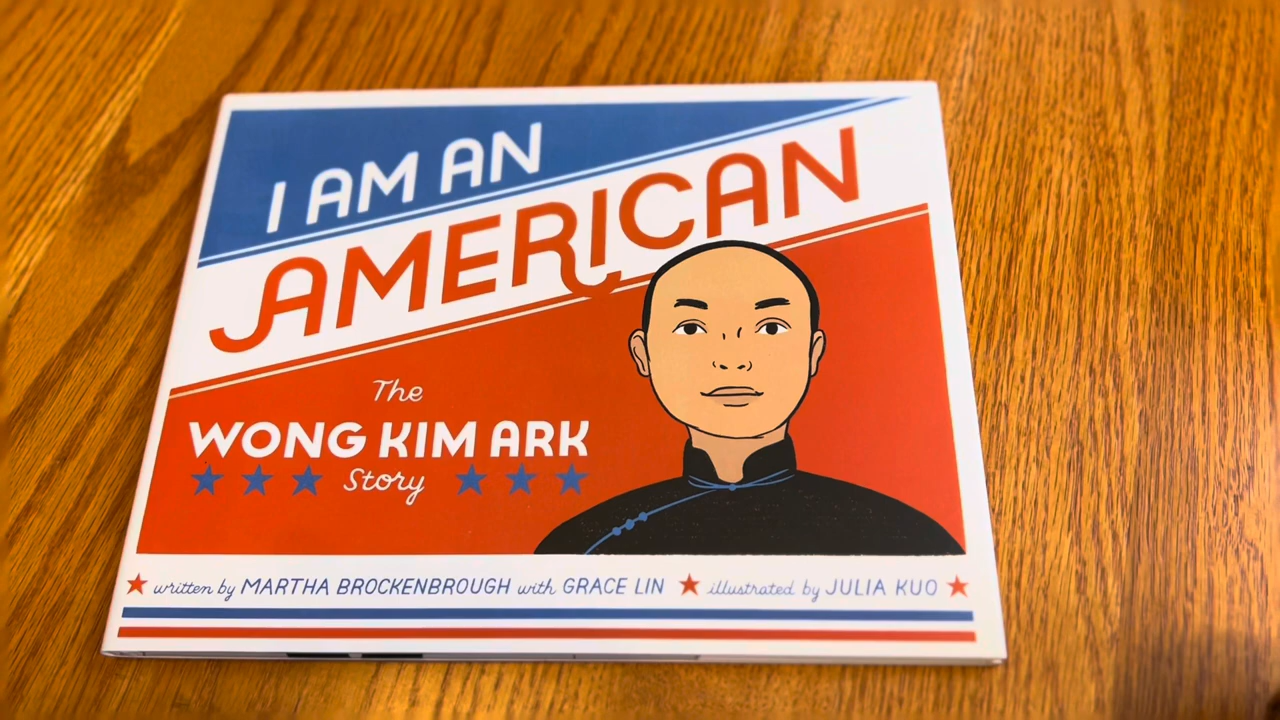 I AM AN
AMERICAN
The
WONG KIM ARK
Story
written by MARTHA BROCKENBROUGH with GRACE LIN illustrated by JULIA KUO